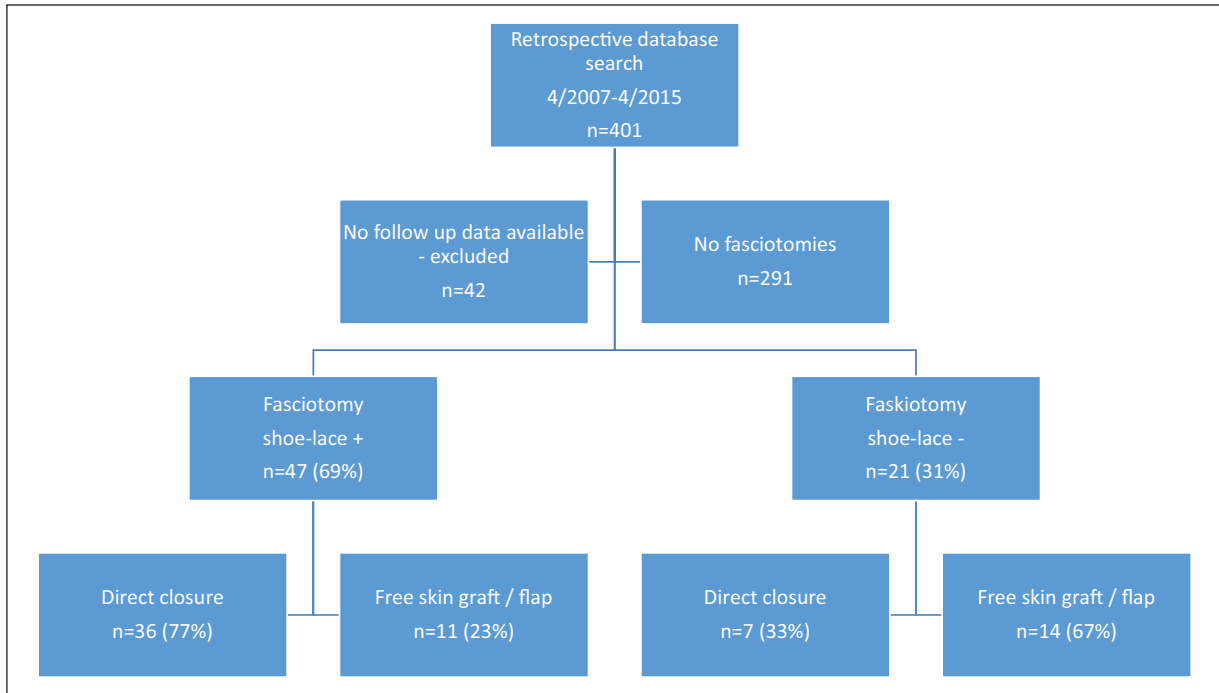 Retrospective database
search
4/2007-4/2015
n=401
No follow up data available
- excluded
n=42
No fasciotomies
n=291
Fasciotomy
shoe-lace +
n=47 (69%)
Faskiotomy
shoe-lace -
n=21 (31%)
Direct closure
n=36 (77%)
Free skin graft / flap
n=11 (23%)
Direct closure
n=7 (33%)
Free skin graft / flap
n=14 (67%)